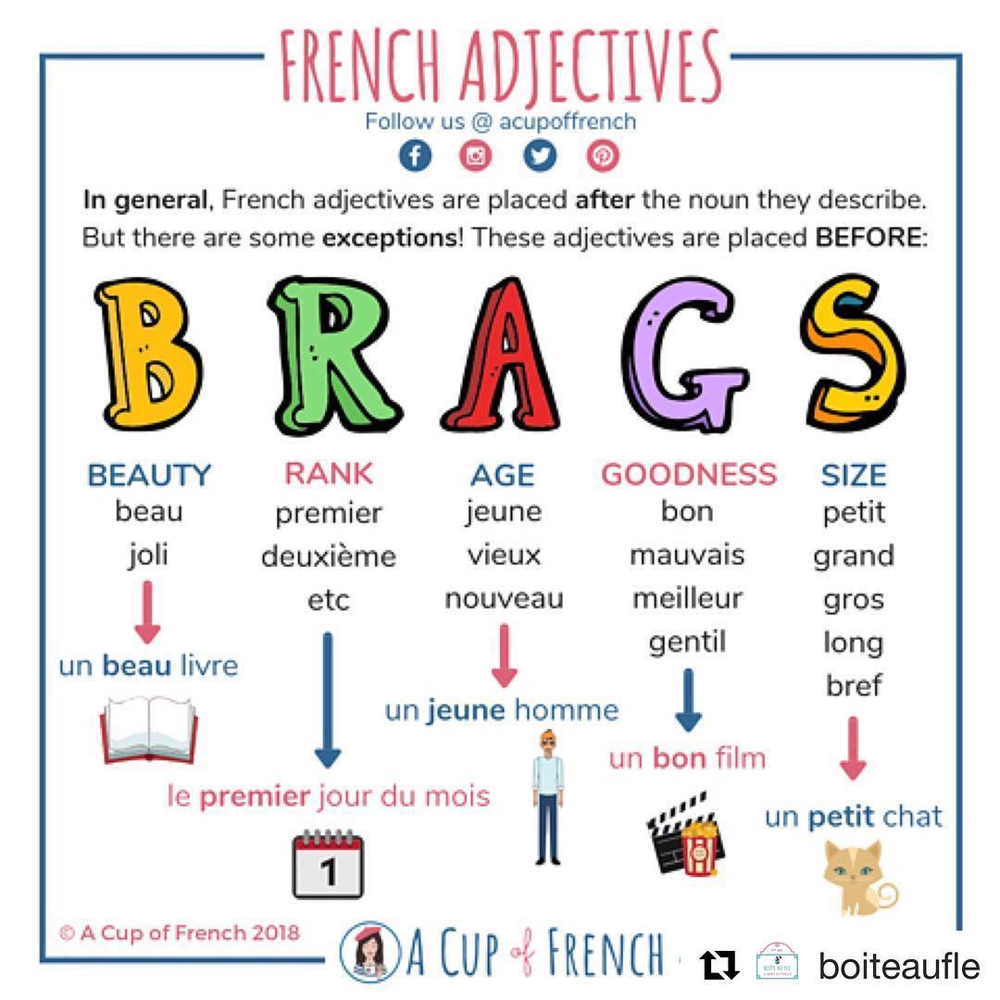 FRENCH ADJECTIVES
Follow us @ acupoffrench
In general, French adjectives are placed after the noun they describe.
But there are some exceptions! These adjectives are placed BEFORE:
B R A G S
BEAUTY
beau
joli
un beau livre
RANK
premier
deuxième
etc
le premier jour du mois
1
AGE
jeune
vieux
nouveau
un jeune homme
GOODNESS
bon
mauvais
meilleur
gentil
un bon film
SIZE
petit
grand
gros
long
bref
un petit chat
© A Cup of French 2018
A CUP of FRENCH
boiteaufle